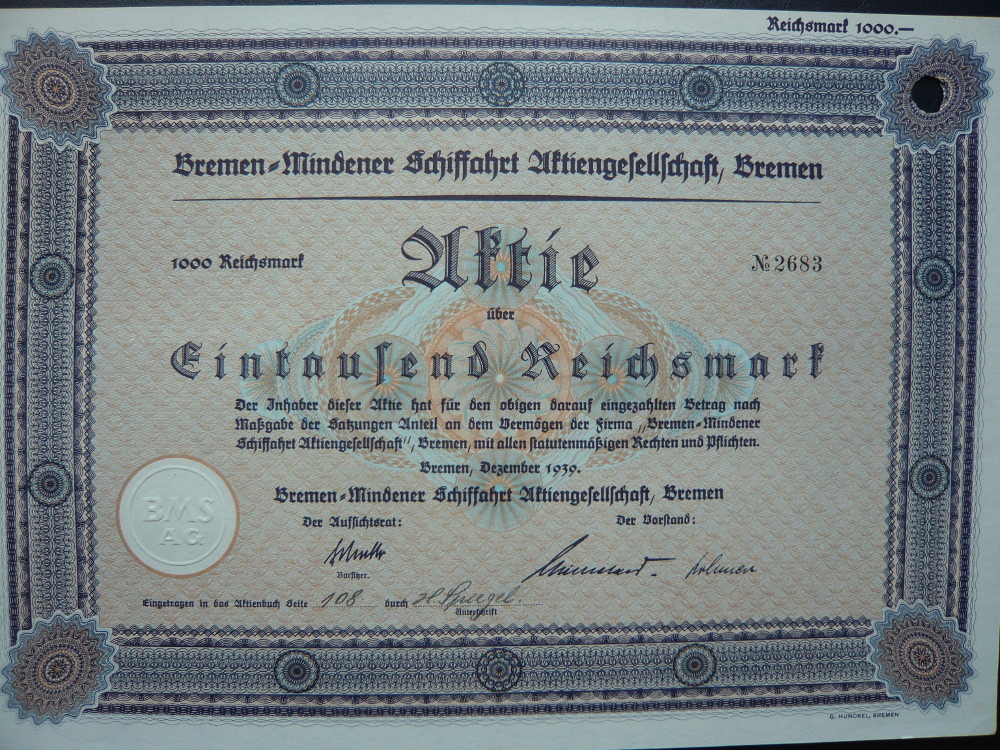 Reichsmark 1000.—
Bremen-Mindener Schiffahrt Aktiengesellschaft, Bremen
Aktie
1000 Reichsmark
№ 2683
über
Eintausend Reichsmark
Der Inhaber dieser Aktie hat für den obigen darauf eingezahlten Betrag nach
Maßgabe der Satzungen Anteil an dem Vermögen der Firma „Bremen-Mindener
Schiffahrt Aktiengesellschaft“, Bremen, mit allen statutenmäßigen Rechten und Pflichten.
Bremen, Dezember 1939.
Bremen-Mindener Schiffahrt Aktiengesellschaft, Bremen
Der Aufsichtsrat:
Der Vorstand:
BMS
AG
Vorsitzer.
Eingetragen in das Aktienbuch Seite 108 durch H. Spiegel.
Unterschrift
G. HUNCKEL, BREMEN